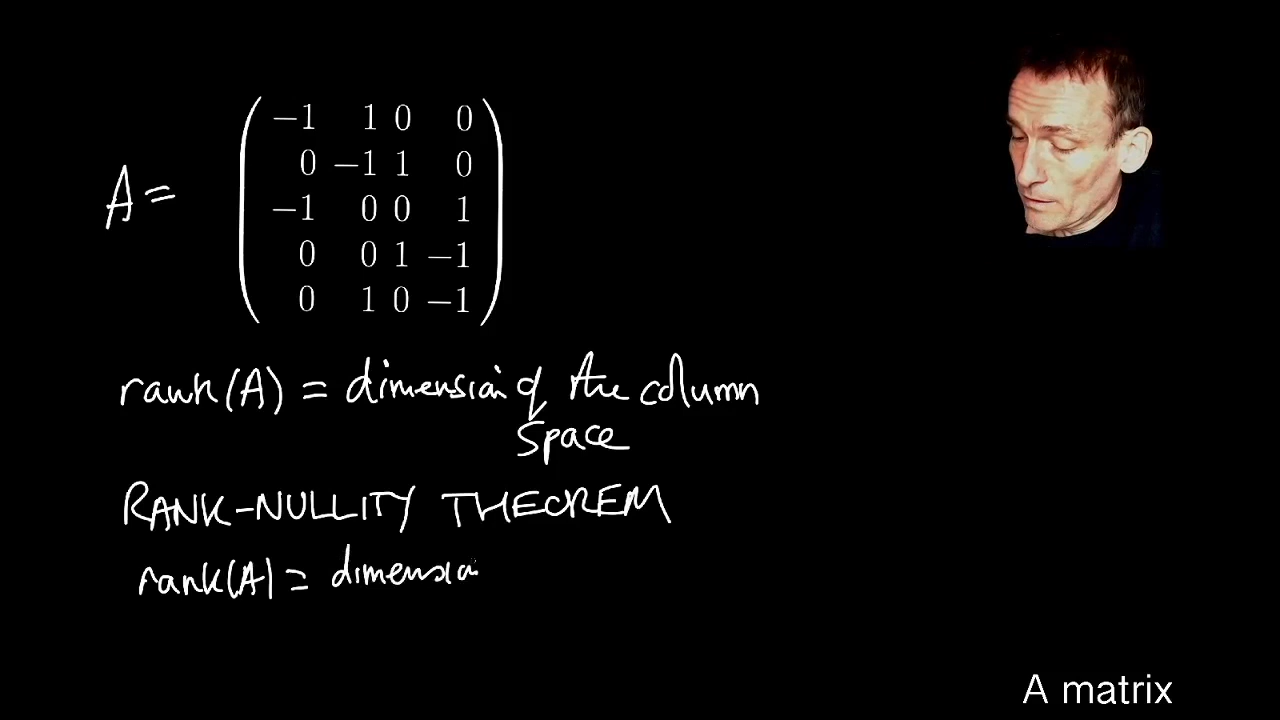 A = ( −1 1 0 0
0 −1 1 0
−1 0 0 1
0 0 1 −1
0 1 0 −1 )
rank(A) = dimension of the column
space
RANK-NULLITY THEOREM
rank(A) = dimensio
A matrix